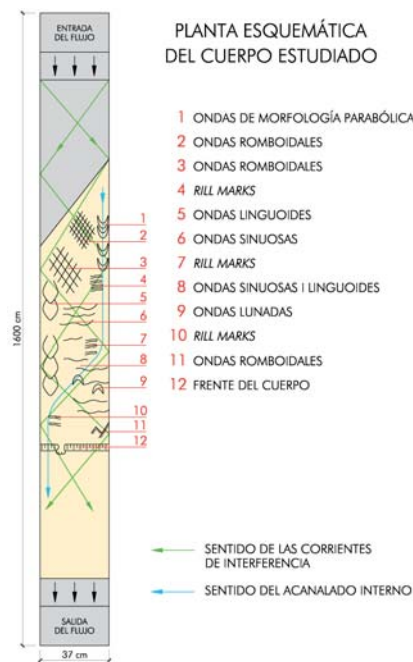 PLANTA ESQUEMÁTICA
DEL CUERPO ESTUDIADO
ENTRADA
DEL FLUJO
1 ONDAS DE MORFOLOGÍA PARABÓLICA
2 ONDAS ROMBOIDALES
3 ONDAS ROMBOIDALES
4 RILL MARKS
5 ONDAS LINGUOIDES
6 ONDAS SINUOSAS
7 RILL MARKS
8 ONDAS SINUOSAS I LINGUOIDES
9 ONDAS LUNADAS
10 RILL MARKS
11 ONDAS ROMBOIDALES
12 FRENTE DEL CUERPO
1
2
3
4
5
6
7
8
9
10
11
12
1600 cm
SENTIDO DE LAS CORRIENTES
DE INTERFERENCIA
SENTIDO DEL ACANALADO INTERNO
SALIDA
DEL FLUJO
37 cm